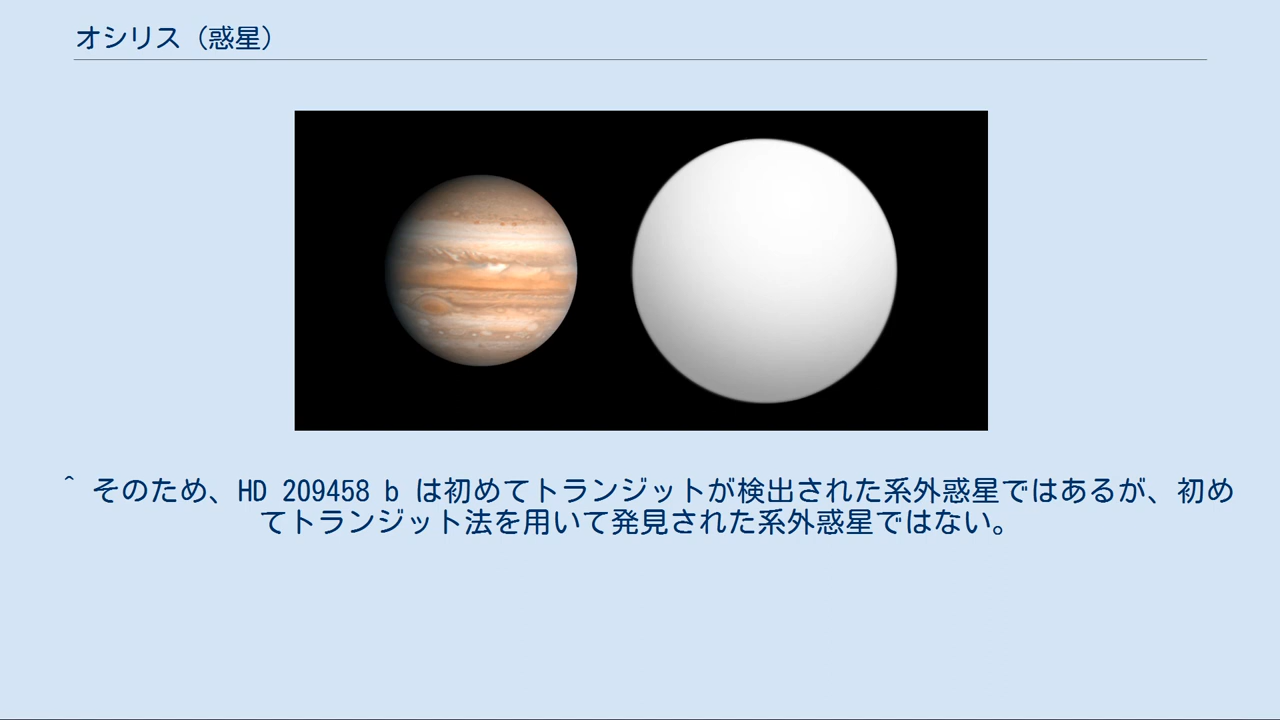 オシリス（惑星）
^ そのため、HD 209458 b は初めてトランジットが検出された系外惑星ではあるが、初め
てトランジット法を用いて発見された系外惑星ではない。